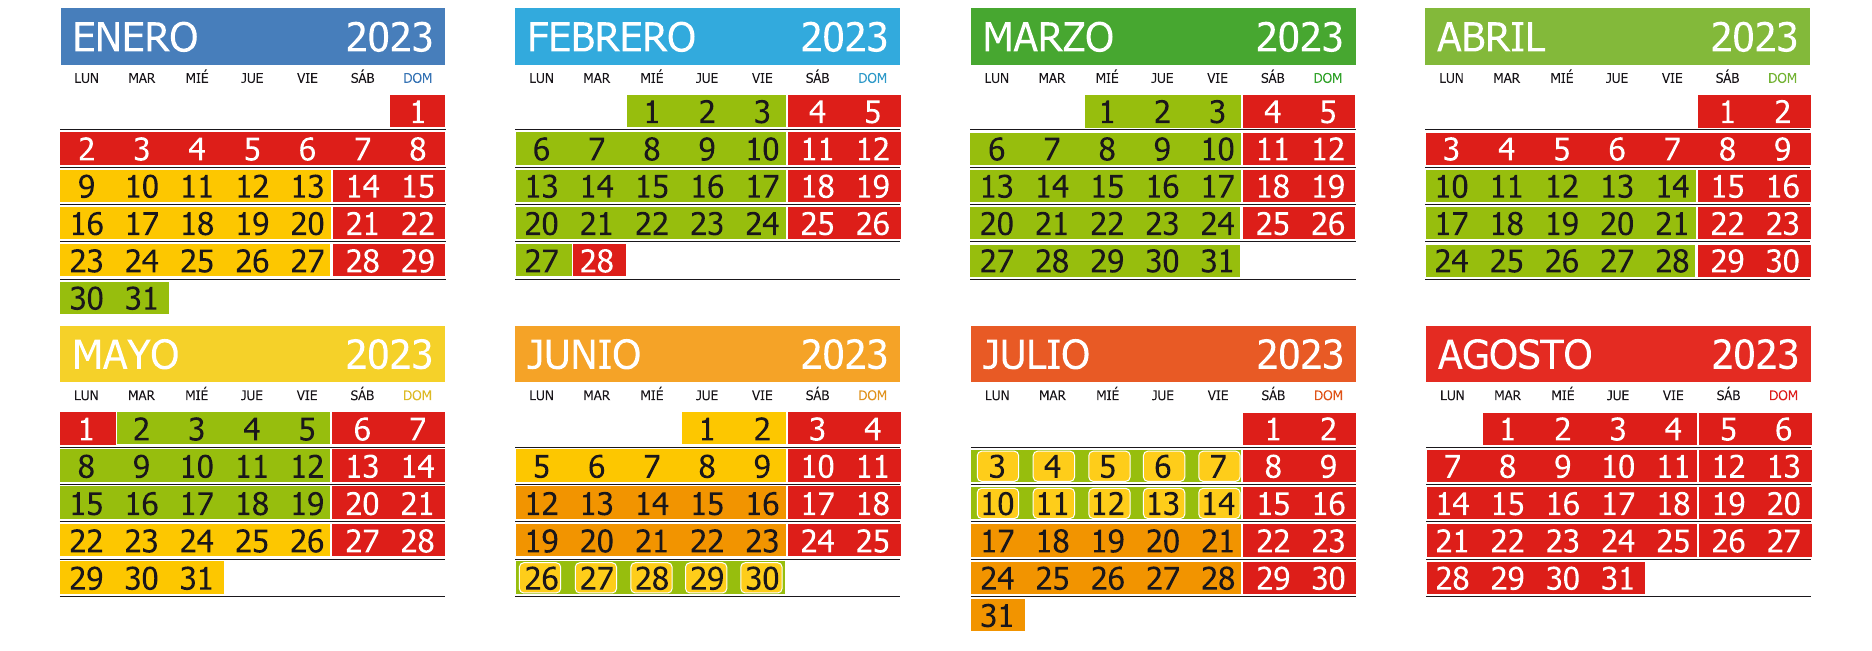 ENERO 2023
LUN MAR MIÉ JUE VIE SÁB DOM
1
2 3 4 5 6 7 8
9 10 11 12 13 14 15
16 17 18 19 20 21 22
23 24 25 26 27 28 29
30 31
FEBRERO 2023
LUN MAR MIÉ JUE VIE SÁB DOM
1 2 3 4 5
6 7 8 9 10 11 12
13 14 15 16 17 18 19
20 21 22 23 24 25 26
27 28
MARZO 2023
LUN MAR MIÉ JUE VIE SÁB DOM
1 2 3 4 5
6 7 8 9 10 11 12
13 14 15 16 17 18 19
20 21 22 23 24 25 26
27 28 29 30 31
ABRIL 2023
LUN MAR MIÉ JUE VIE SÁB DOM
1 2
3 4 5 6 7 8 9
10 11 12 13 14 15 16
17 18 19 20 21 22 23
24 25 26 27 28 29 30
MAYO 2023
LUN MAR MIÉ JUE VIE SÁB DOM
1 2 3 4 5 6 7
8 9 10 11 12 13 14
15 16 17 18 19 20 21
22 23 24 25 26 27 28
29 30 31
JUNIO 2023
LUN MAR MIÉ JUE VIE SÁB DOM
1 2 3 4
5 6 7 8 9 10 11
12 13 14 15 16 17 18
19 20 21 22 23 24 25
26 27 28 29 30
JULIO 2023
LUN MAR MIÉ JUE VIE SÁB DOM
1 2
3 4 5 6 7 8 9
10 11 12 13 14 15 16
17 18 19 20 21 22 23
24 25 26 27 28 29 30
31
AGOSTO 2023
LUN MAR MIÉ JUE VIE SÁB DOM
1 2 3 4 5 6
7 8 9 10 11 12 13
14 15 16 17 18 19 20
21 22 23 24 25 26 27
28 29 30 31